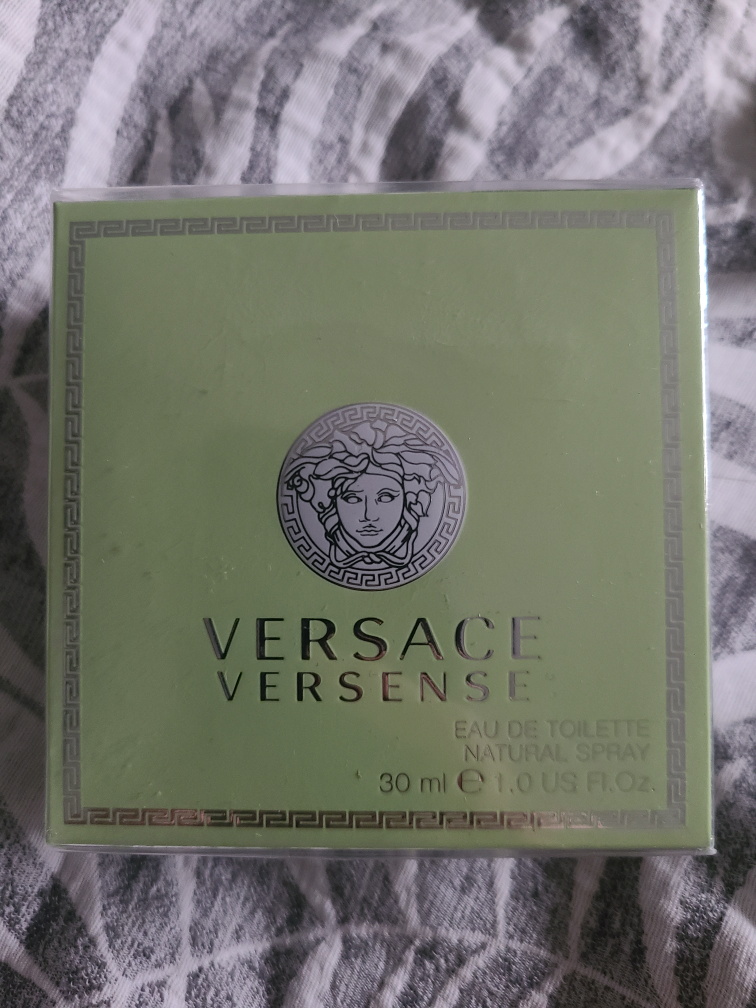 VERSACE
VERSENSE
EAU DE TOILETTE
NATURAL SPRAY
30 ml ℮ 1.0 US Fl.Oz.